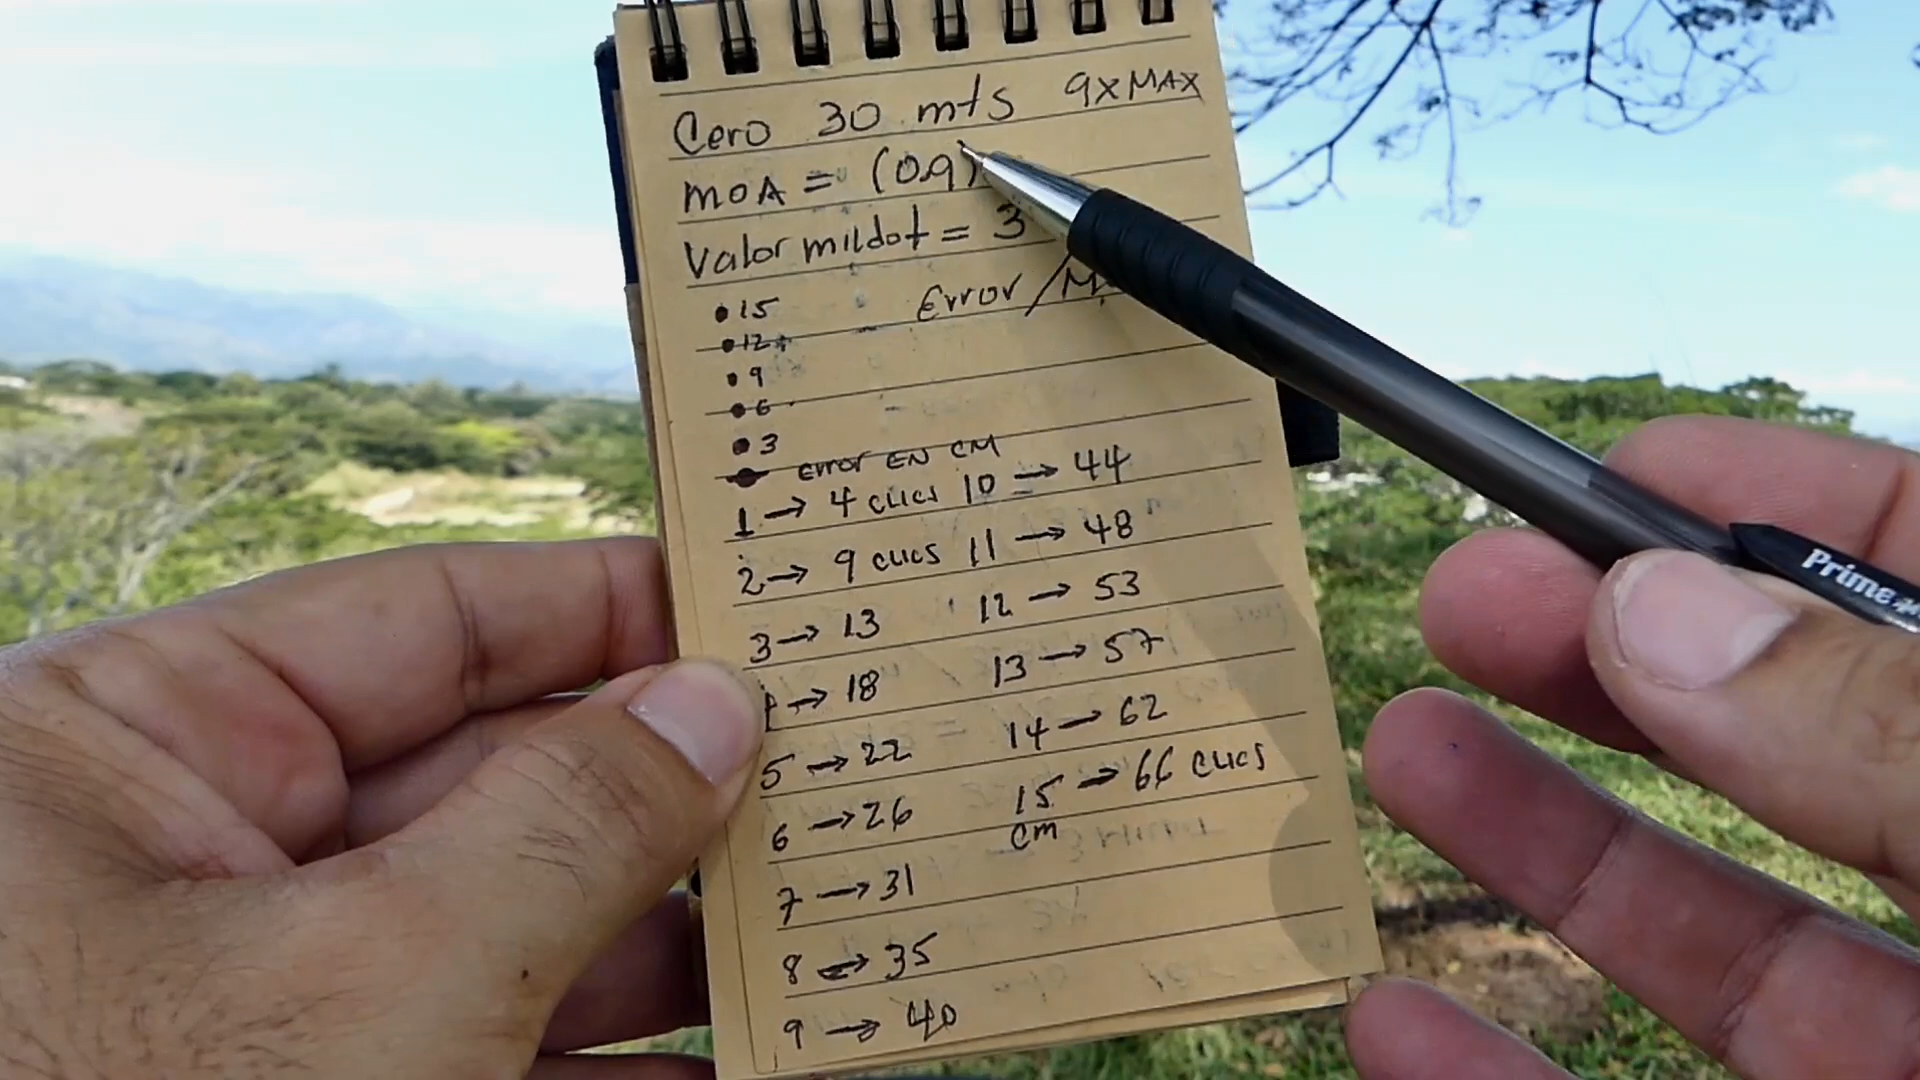 Cero 30 mts 9XMAX
MOA = (0.9)
Valor mildot = 3
• 15 Error /
• 12
• 9
• 6
• 3
Error EN CM
1 → 4 clics 10 → 44
2 → 9 clics 11 → 48
3 → 13 12 → 53
→ 18 13 → 57
5 → 22 14 → 62
6 → 26 15 → 66 clics
cm
7 → 31
8 → 35
9 → 40
Prime